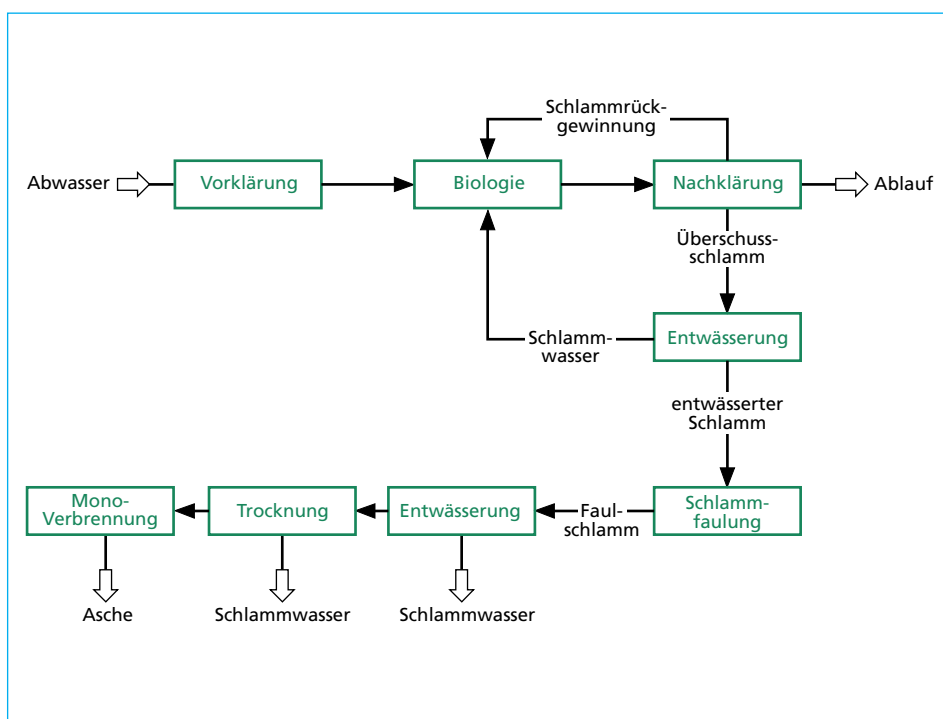 Schlammrück-
gewinnung
Abwasser
Vorklärung
Biologie
Nachklärung
Ablauf
Überschuss-
schlamm
Schlamm-
wasser
Entwässerung
entwässerter
Schlamm
Mono-
Verbrennung
Trocknung
Entwässerung
Faul-
schlamm
Schlamm-
faulung
Asche
Schlammwasser
Schlammwasser